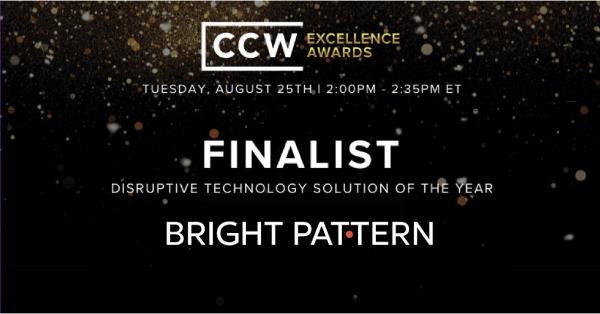 CCW EXCELLENCE
AWARDS
TUESDAY, AUGUST 25TH | 2:00PM - 2:35PM ET
FINALIST
DISRUPTIVE TECHNOLOGY SOLUTION OF THE YEAR
BRIGHT PATTERN